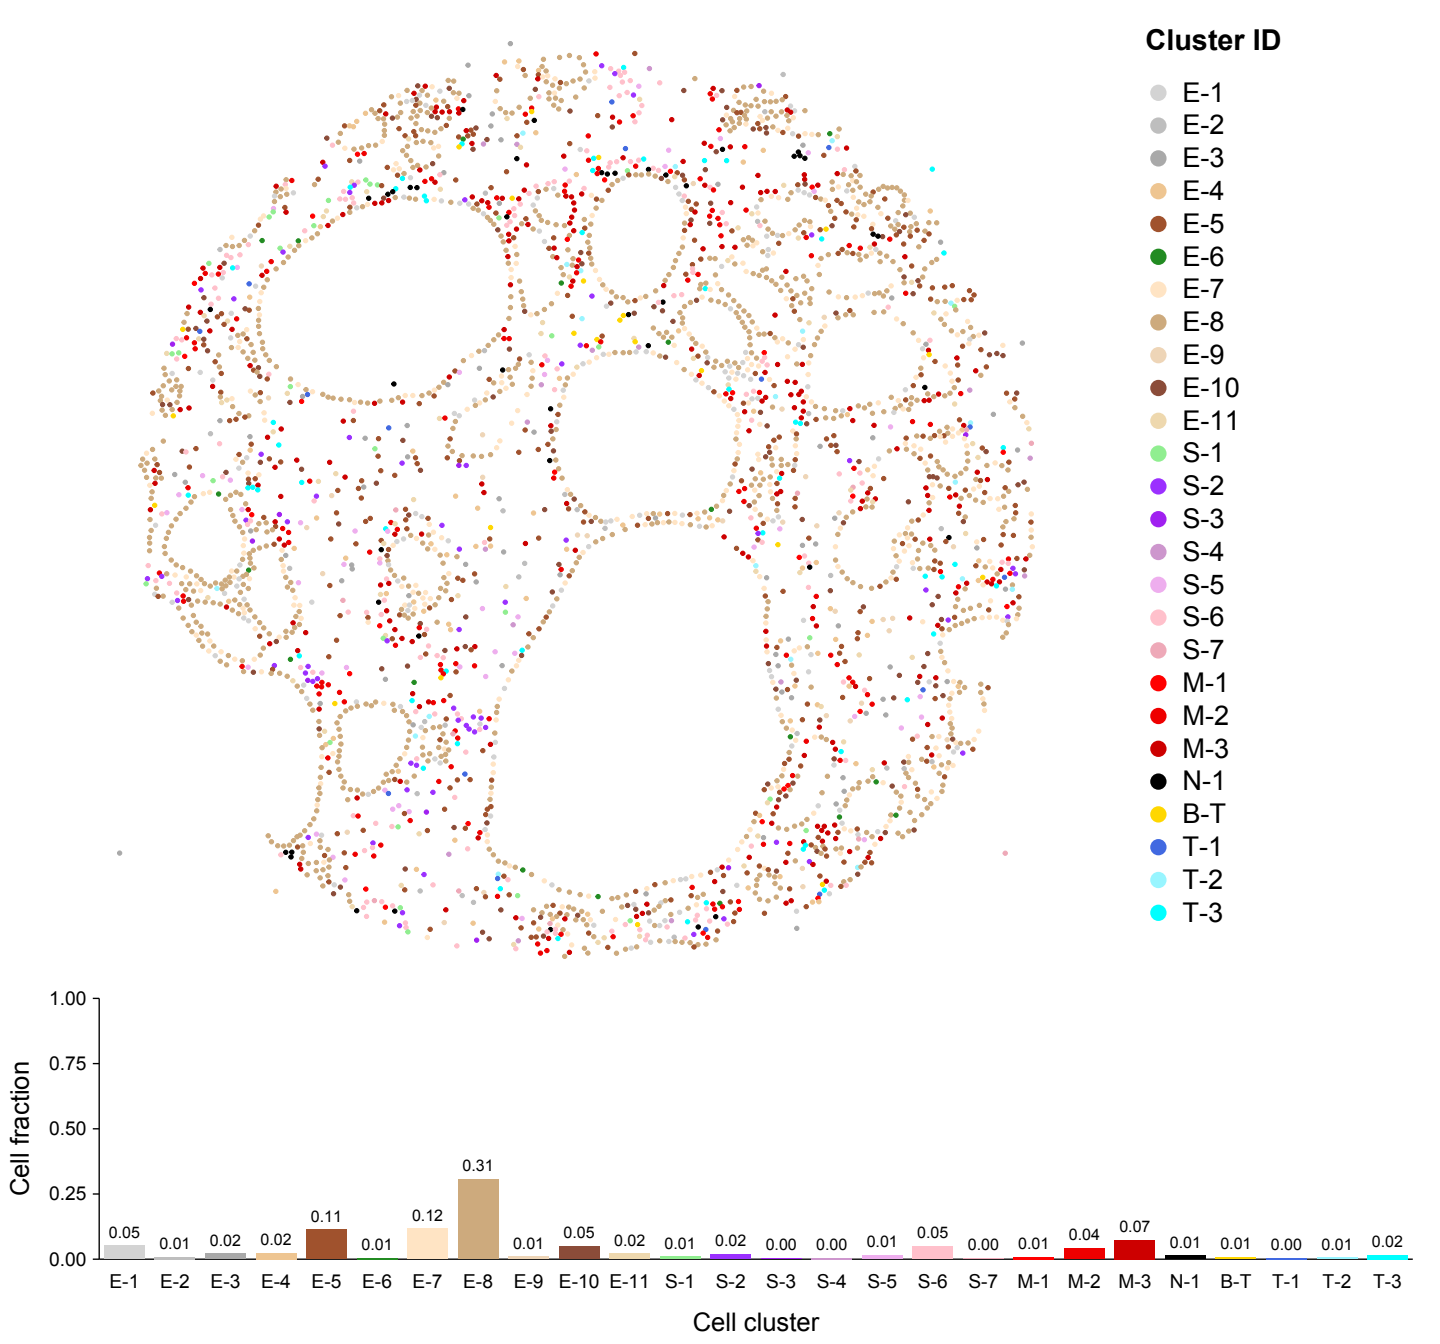 Cluster ID
E-1
E-2
E-3
E-4
E-5
E-6
E-7
E-8
E-9
E-10
E-11
S-1
S-2
S-3
S-4
S-5
S-6
S-7
M-1
M-2
M-3
N-1
B-T
T-1
T-2
T-3
Cell fraction
1.00
0.75
0.50
0.25
0.00
0.05 0.01 0.02 0.02 0.11 0.01 0.12 0.31 0.01 0.05 0.02 0.01 0.02 0.00 0.00 0.01 0.05 0.00 0.01 0.04 0.07 0.01 0.01 0.00 0.01 0.02
E-1 E-2 E-3 E-4 E-5 E-6 E-7 E-8 E-9 E-10 E-11 S-1 S-2 S-3 S-4 S-5 S-6 S-7 M-1 M-2 M-3 N-1 B-T T-1 T-2 T-3
Cell cluster